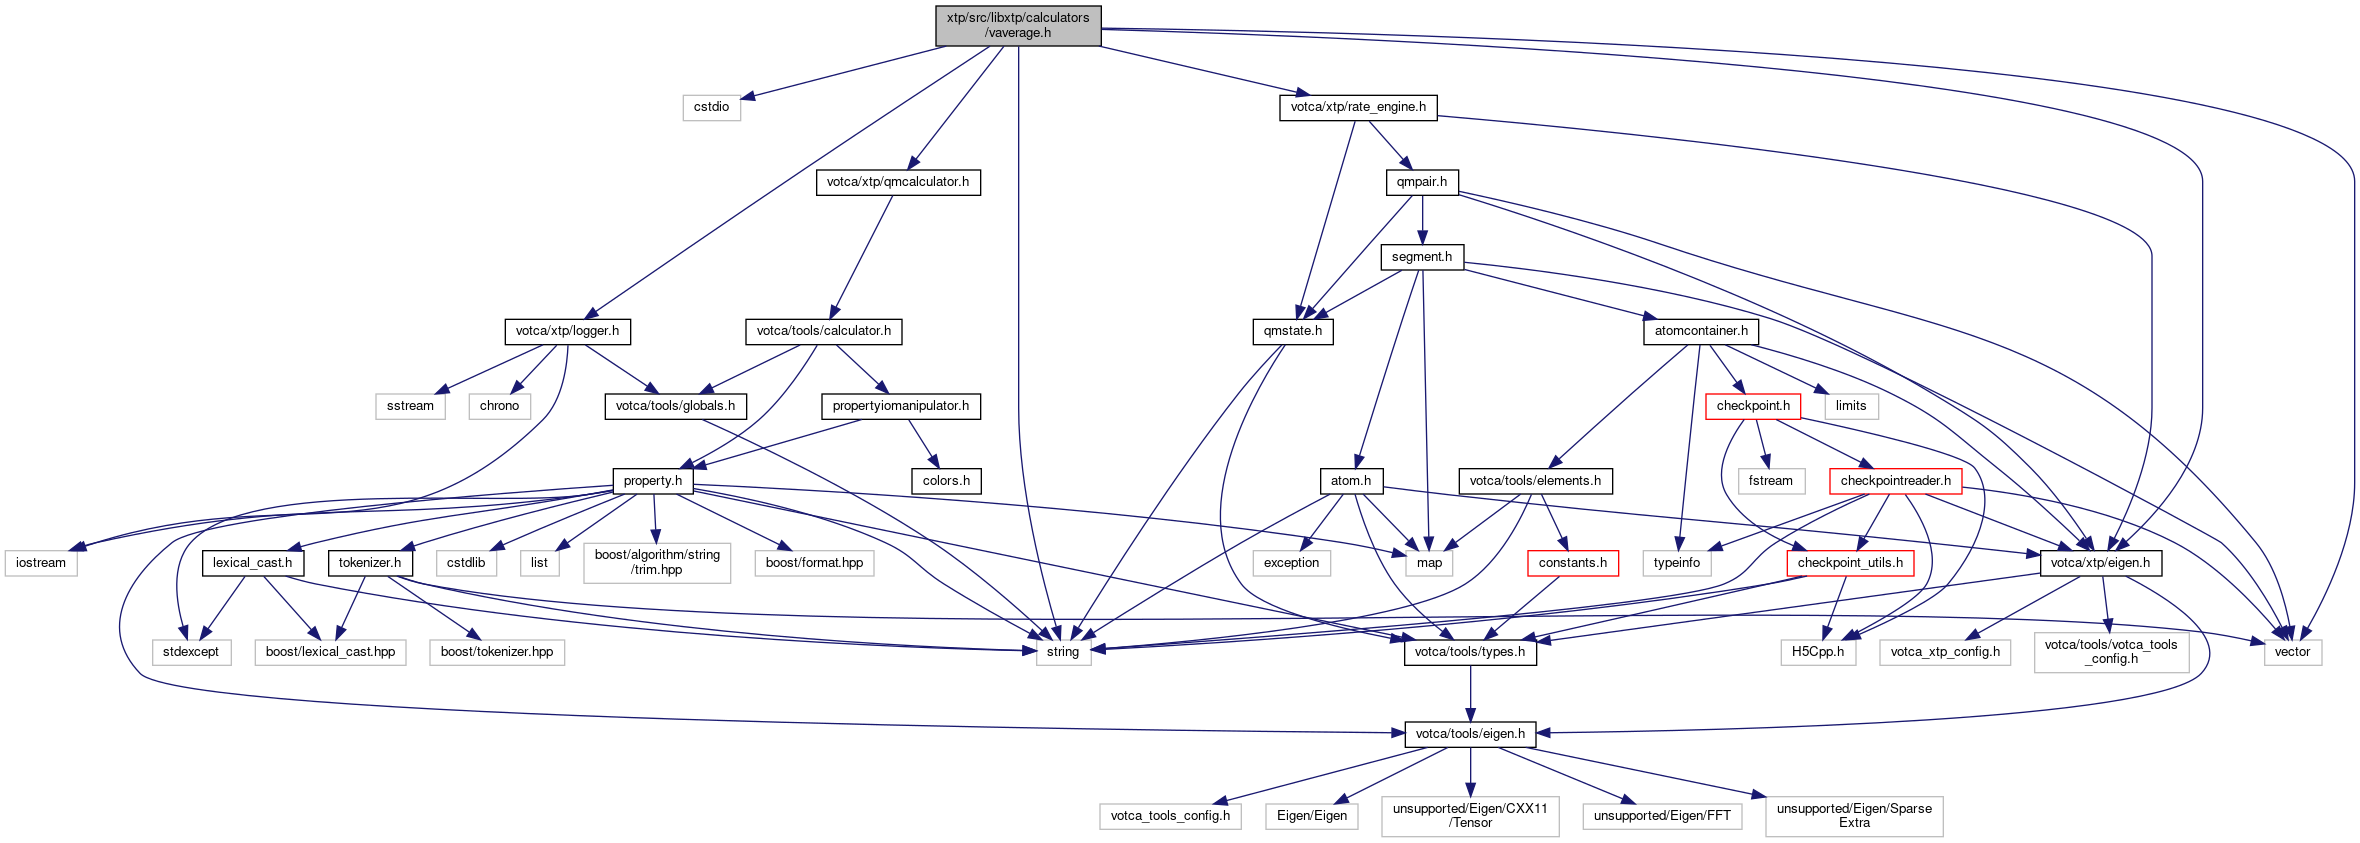 xtp/src/libxtp/calculators
/vaverage.h
cstdio
votca/xtp/rate_engine.h
votca/xtp/qmcalculator.h
qmpair.h
segment.h
votca/xtp/logger.h
votca/tools/calculator.h
qmstate.h
atomcontainer.h
sstream
chrono
votca/tools/globals.h
propertyiomanipulator.h
checkpoint.h
limits
property.h
colors.h
atom.h
votca/tools/elements.h
fstream
checkpointreader.h
iostream
lexical_cast.h
tokenizer.h
cstdlib
list
boost/algorithm/string
/trim.hpp
boost/format.hpp
exception
map
constants.h
typeinfo
checkpoint_utils.h
votca/xtp/eigen.h
stdexcept
boost/lexical_cast.hpp
boost/tokenizer.hpp
string
votca/tools/types.h
H5Cpp.h
votca_xtp_config.h
votca/tools/votca_tools
_config.h
vector
votca/tools/eigen.h
votca_tools_config.h
Eigen/Eigen
unsupported/Eigen/CXX11
/Tensor
unsupported/Eigen/FFT
unsupported/Eigen/Sparse
Extra